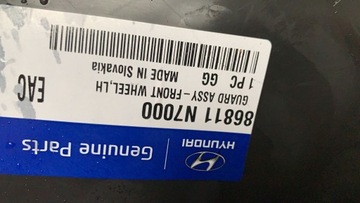 HYUNDAI
Genuine Parts
86811 N7000
GUARD ASSY-FRONT WHEEL,LH
1 PC GG MADE IN Slovakia
EAC